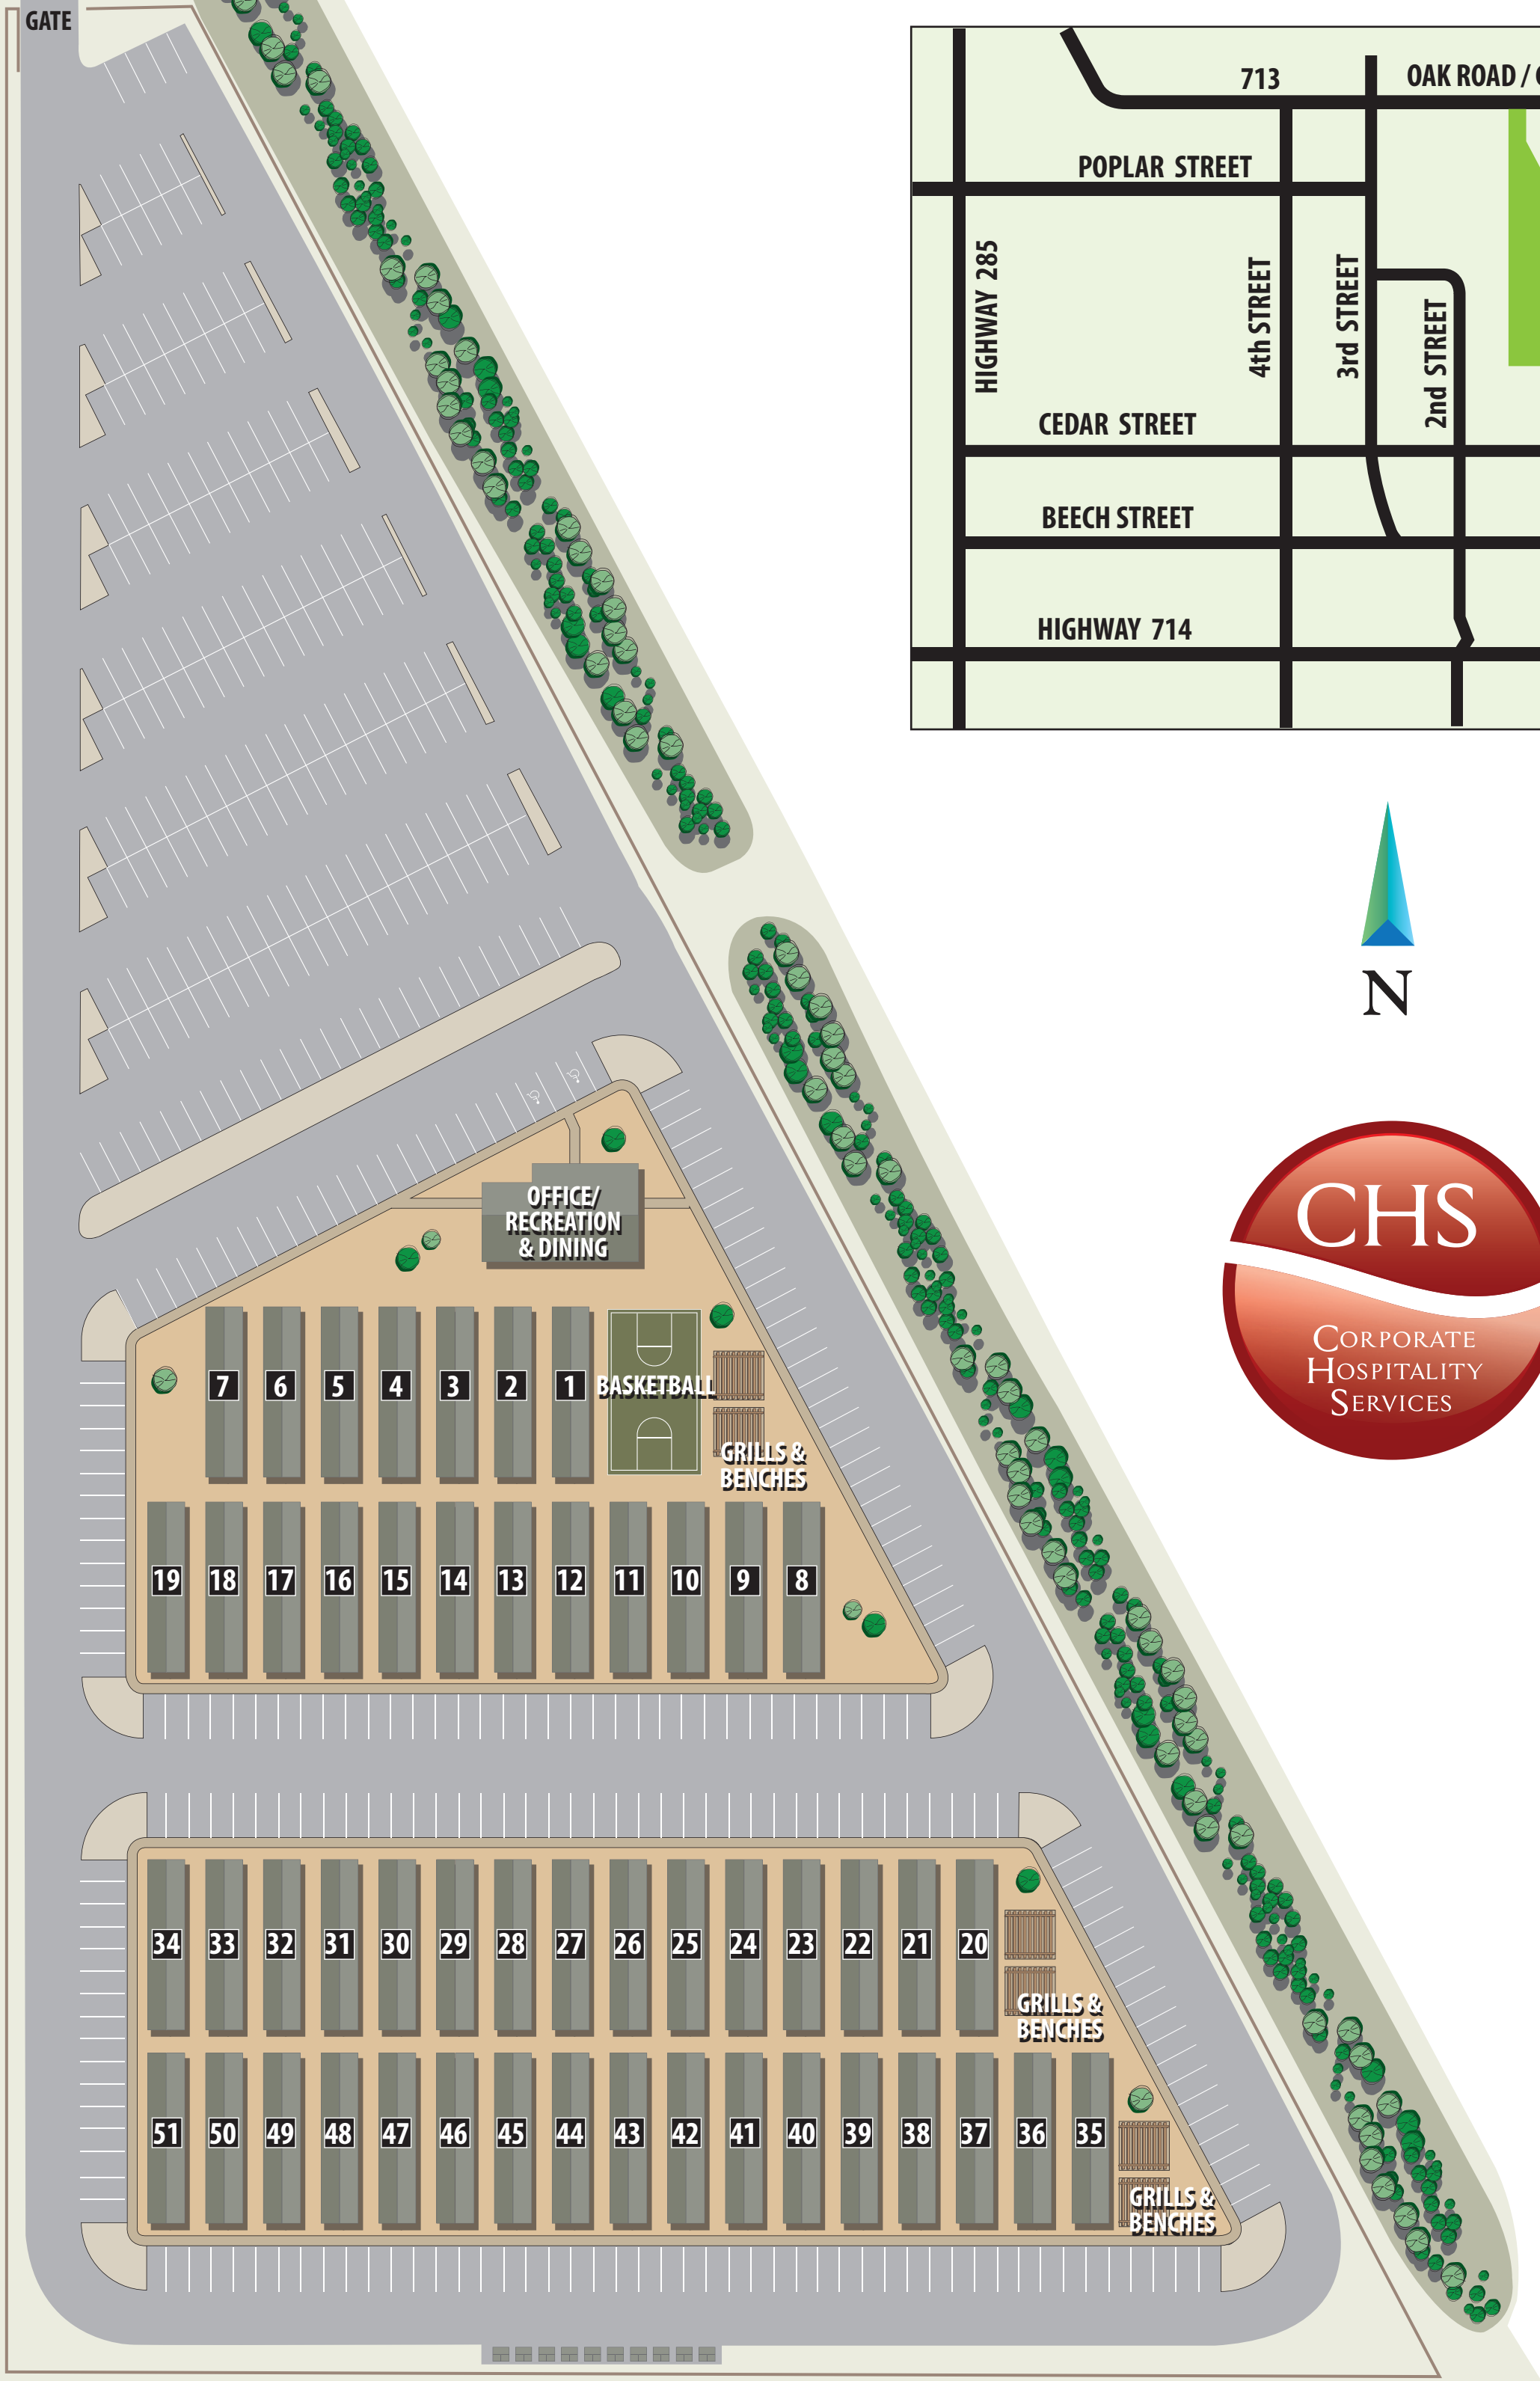 GATE
713
OAK ROAD /
POPLAR STREET
HIGHWAY 285
4th STREET
3rd STREET
2nd STREET
CEDAR STREET
BEECH STREET
HIGHWAY 714
N
CHS
CORPORATE
HOSPITALITY
SERVICES
OFFICE/
RECREATION
& DINING
7 6 5 4 3 2 1
BASKETBALL
GRILLS &
BENCHES
19 18 17 16 15 14 13 12 11 10 9 8
34 33 32 31 30 29 28 27 26 25 24 23 22 21 20
GRILLS &
BENCHES
51 50 49 48 47 46 45 44 43 42 41 40 39 38 37 36 35
GRILLS &
BENCHES